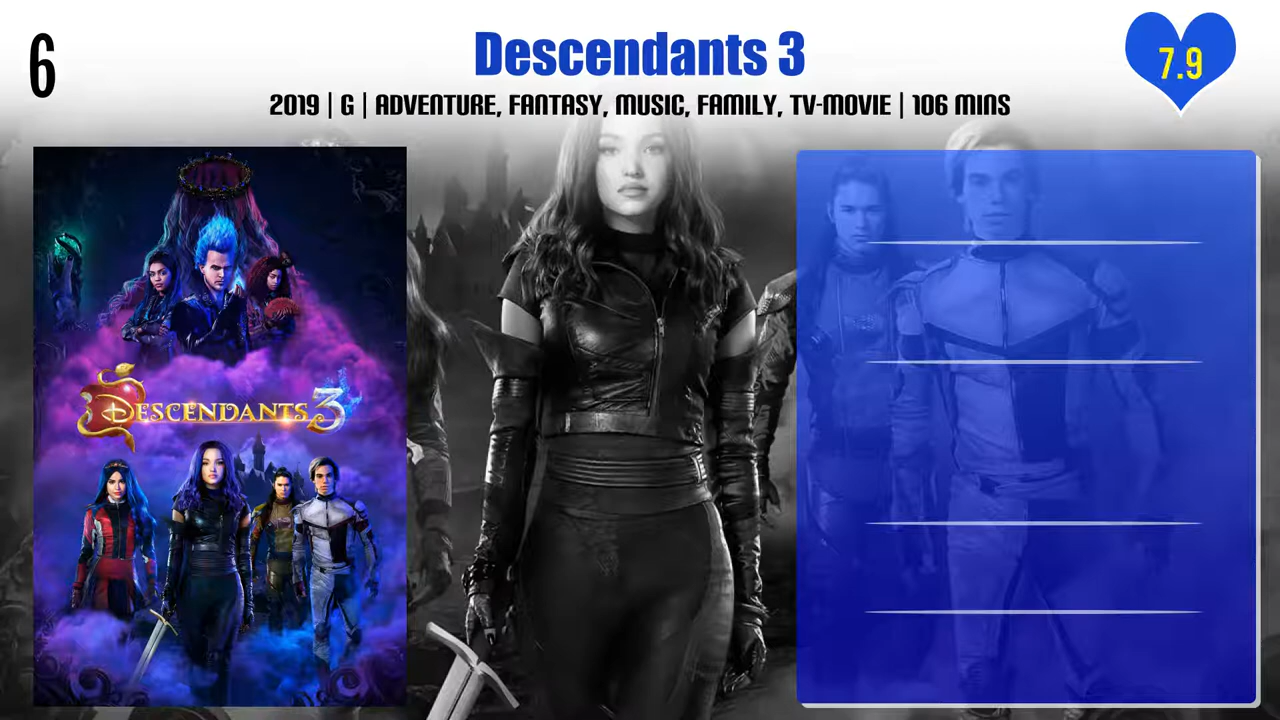 6
Descendants 3
7.9
2019 | G | ADVENTURE, FANTASY, MUSIC, FAMILY, TV-MOVIE | 106 MINS
DESCENDANTS 3